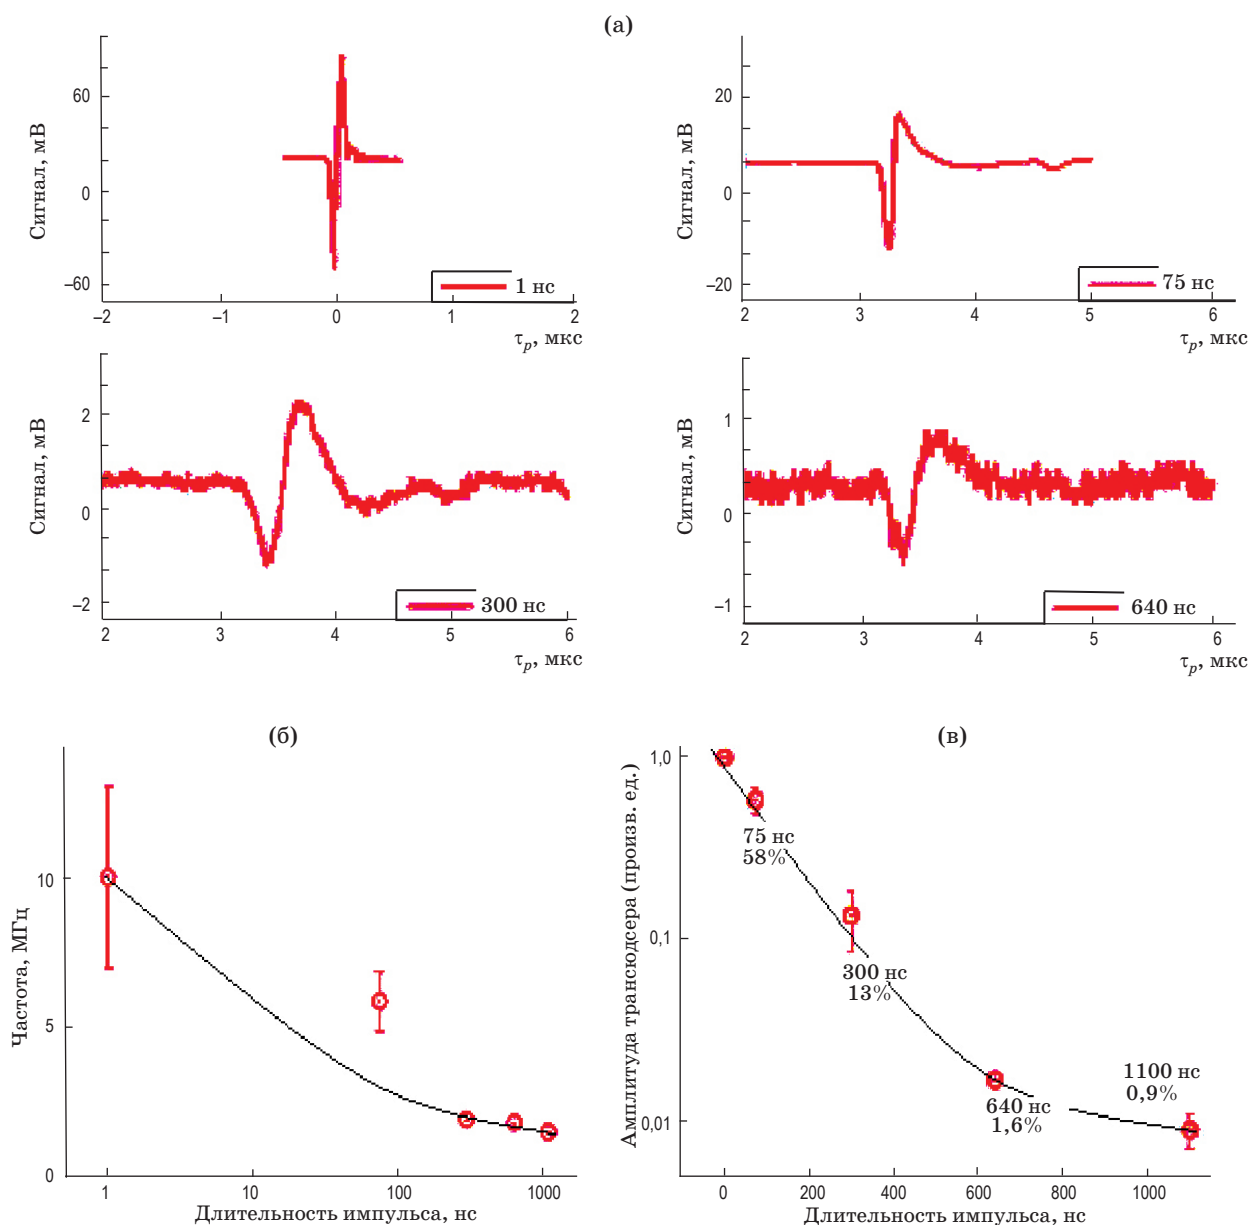 (а)
60
0
–60
Сигнал, мВ
1 нс
–2
–1
0
1
2
τp, мкс
20
0
–20
Сигнал, мВ
75 нс
2
3
4
5
6
τp, мкс
2
0
–2
Сигнал, мВ
300 нс
2
3
4
5
6
τp, мкс
1
0
–1
Сигнал, мВ
640 нс
2
3
4
5
6
τp, мкс
(б)
10
5
0
Частота, МГц
1
10
100
1000
Длительность импульса, нс
(в)
1,0
0,1
0,01
Амплитуда трансюдсера (произв. ед.)
75 нс
58%
300 нс
13%
640 нс
1,6%
1100 нс
0,9%
0
200
400
600
800
1000
Длительность импульса, нс